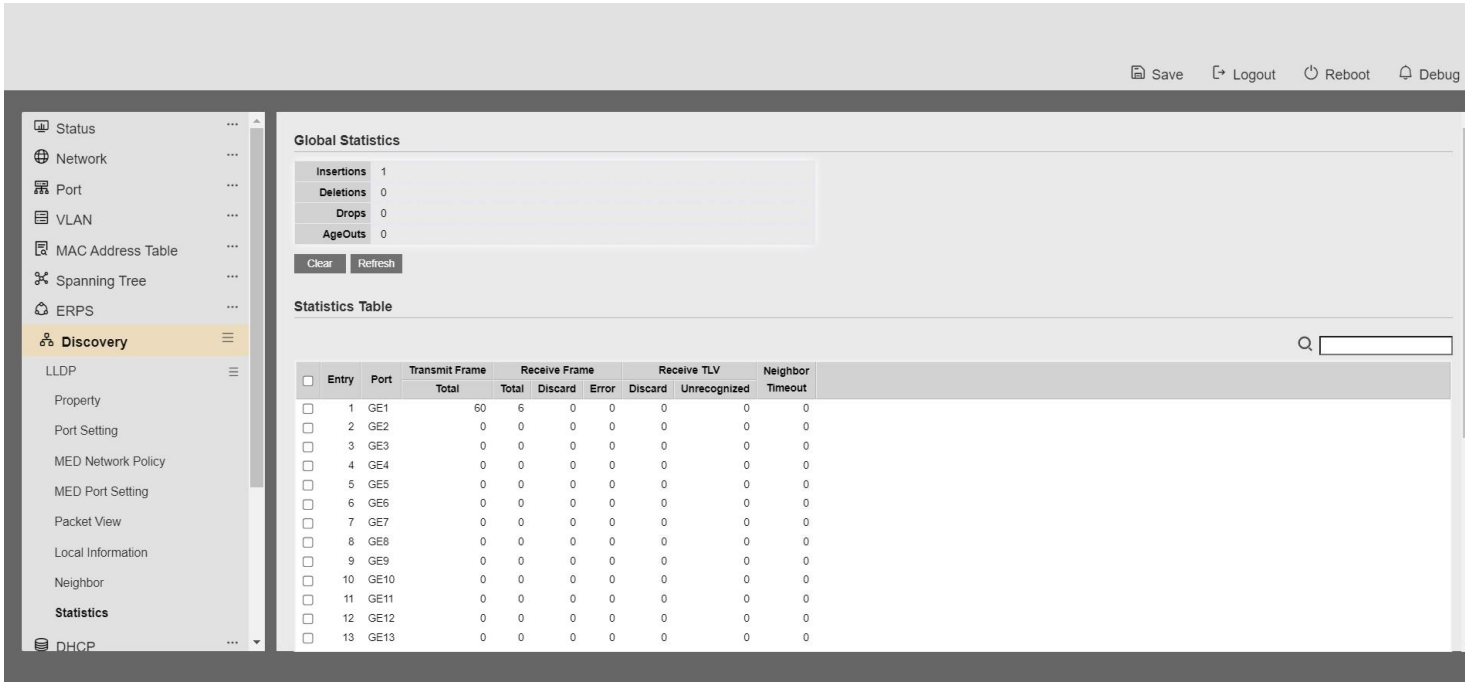 Save Logout Reboot Debug
Status ...
Network ...
Port ...
VLAN ...
MAC Address Table ...
Spanning Tree ...
ERPS ...
Discovery
LLDP
Property
Port Setting
MED Network Policy
MED Port Setting
Packet View
Local Information
Neighbor
Statistics
DHCP ...
Global Statistics
Insertions 1
Deletions 0
Drops 0
AgeOuts 0
Clear Refresh
Statistics Table
Entry Port Transmit Frame Receive Frame Receive TLV Neighbor
Total Total Discard Error Discard Unrecognized Timeout
1 GE1 60 6 0 0 0 0 0
2 GE2 0 0 0 0 0 0 0
3 GE3 0 0 0 0 0 0 0
4 GE4 0 0 0 0 0 0 0
5 GE5 0 0 0 0 0 0 0
6 GE6 0 0 0 0 0 0 0
7 GE7 0 0 0 0 0 0 0
8 GE8 0 0 0 0 0 0 0
9 GE9 0 0 0 0 0 0 0
10 GE10 0 0 0 0 0 0 0
11 GE11 0 0 0 0 0 0 0
12 GE12 0 0 0 0 0 0 0
13 GE13 0 0 0 0 0 0 0